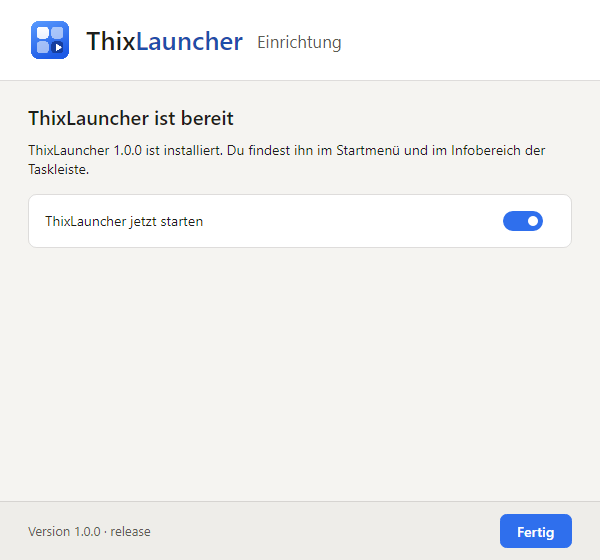 ThixLauncher Einrichtung
ThixLauncher ist bereit
ThixLauncher 1.0.0 ist installiert. Du findest ihn im Startmenü und im Infobereich der
Taskleiste.
ThixLauncher jetzt starten
Version 1.0.0 · release
Fertig